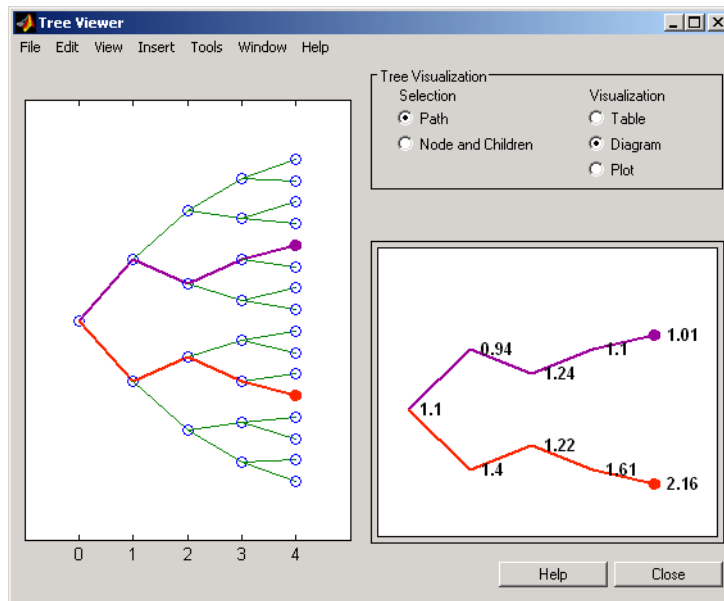 Tree Viewer
File Edit View Insert Tools Window Help
Tree Visualization
Selection
Path
Node and Children
Visualization
Table
Diagram
Plot
0 1 2 3 4
1.1
0.94
1.24
1.1
1.01
1.4
1.22
1.61
2.16
Help
Close